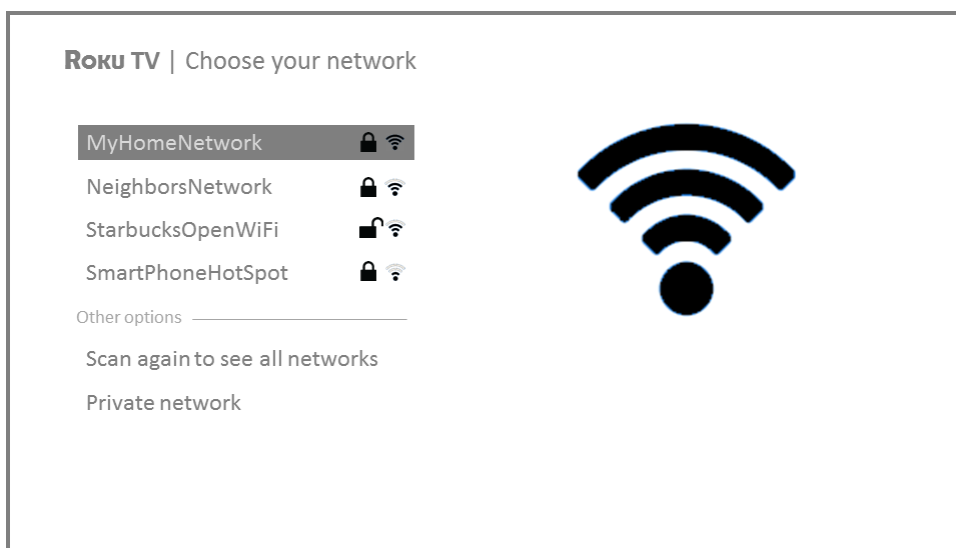 Roku TV | Choose your network
MyHomeNetwork
NeighborsNetwork
StarbucksOpenWiFi
SmartPhoneHotSpot
Other options
Scan again to see all networks
Private network